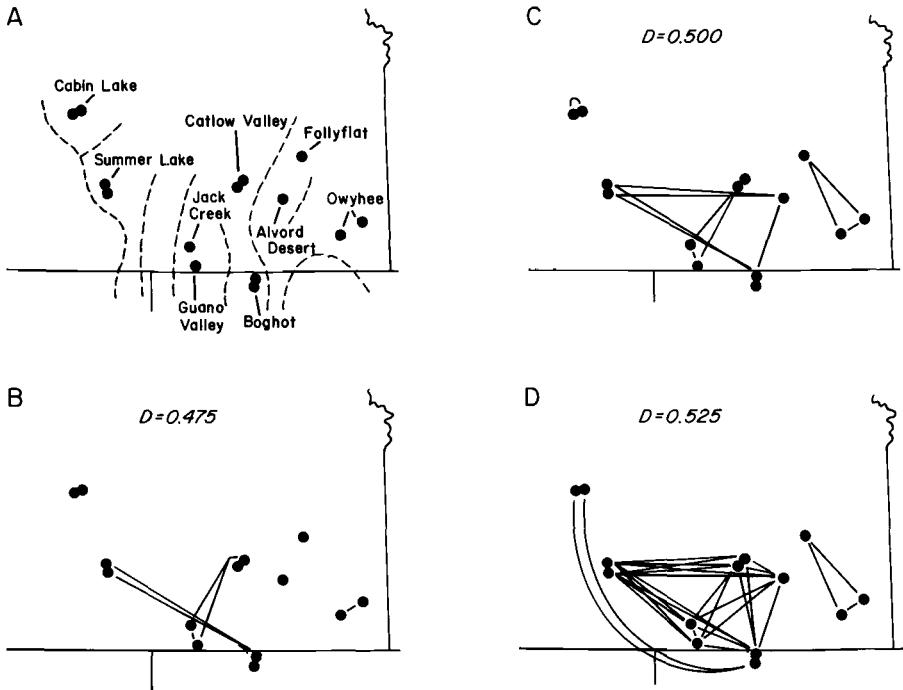 A
Cabin Lake
Summer Lake
Catlow Valley
Follyflat
Jack
Creek
Owyhee
Alvord
Desert
Guano
Valley
Boghot
C
D=0.500
B
D=0.475
D
D=0.525